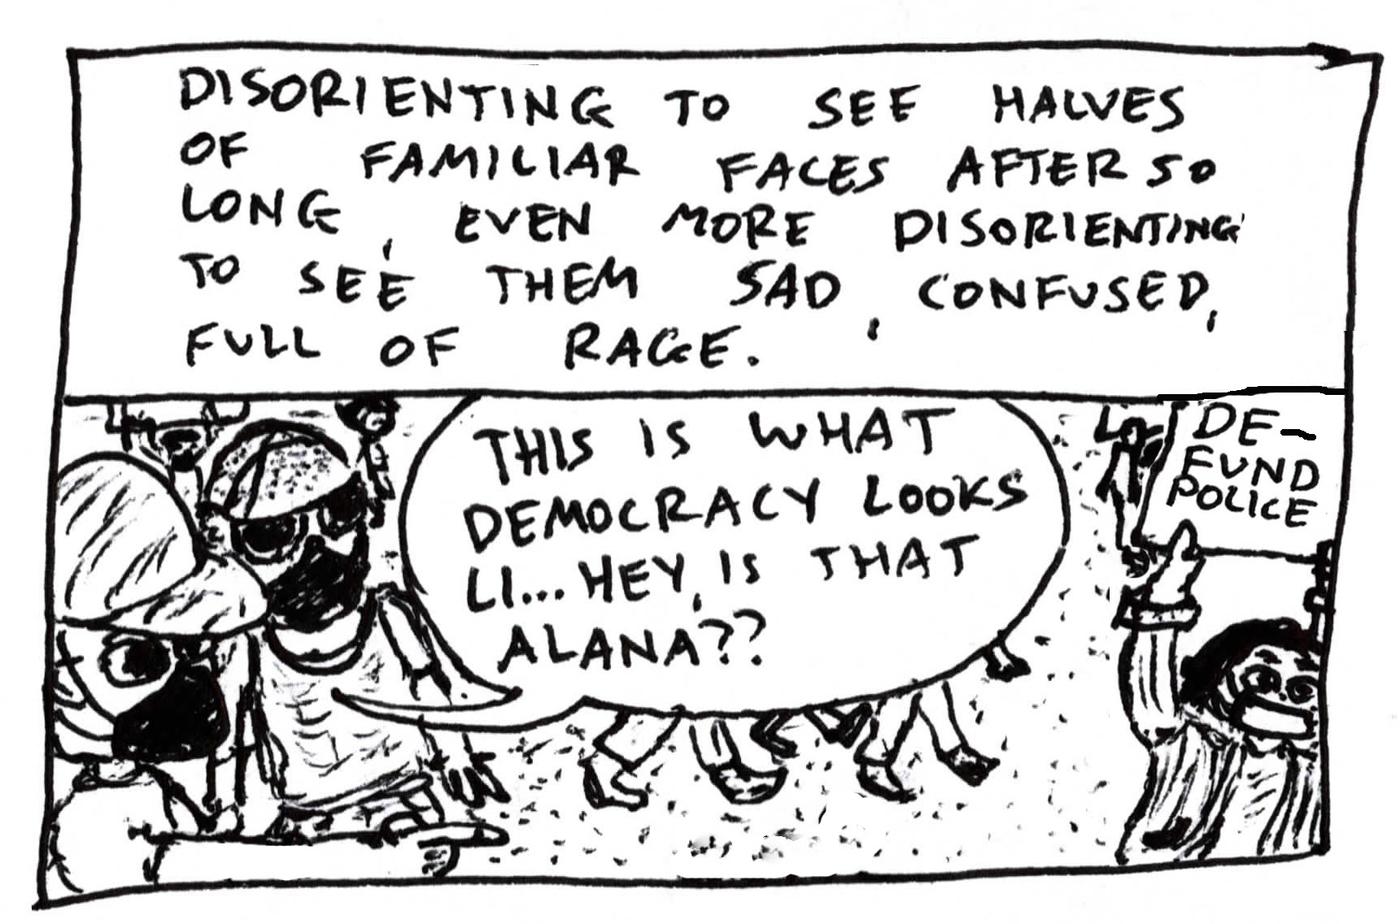 DISORIENTING TO SEE HALVES
OF FAMILIAR FACES AFTER SO
LONG, EVEN MORE DISORIENTING
TO SEE THEM SAD, CONFUSED,
FULL OF RAGE.
THIS IS WHAT
DEMOCRACY LOOKS
LI... HEY, IS THAT
ALANA??
DE-
FUND
POLICE